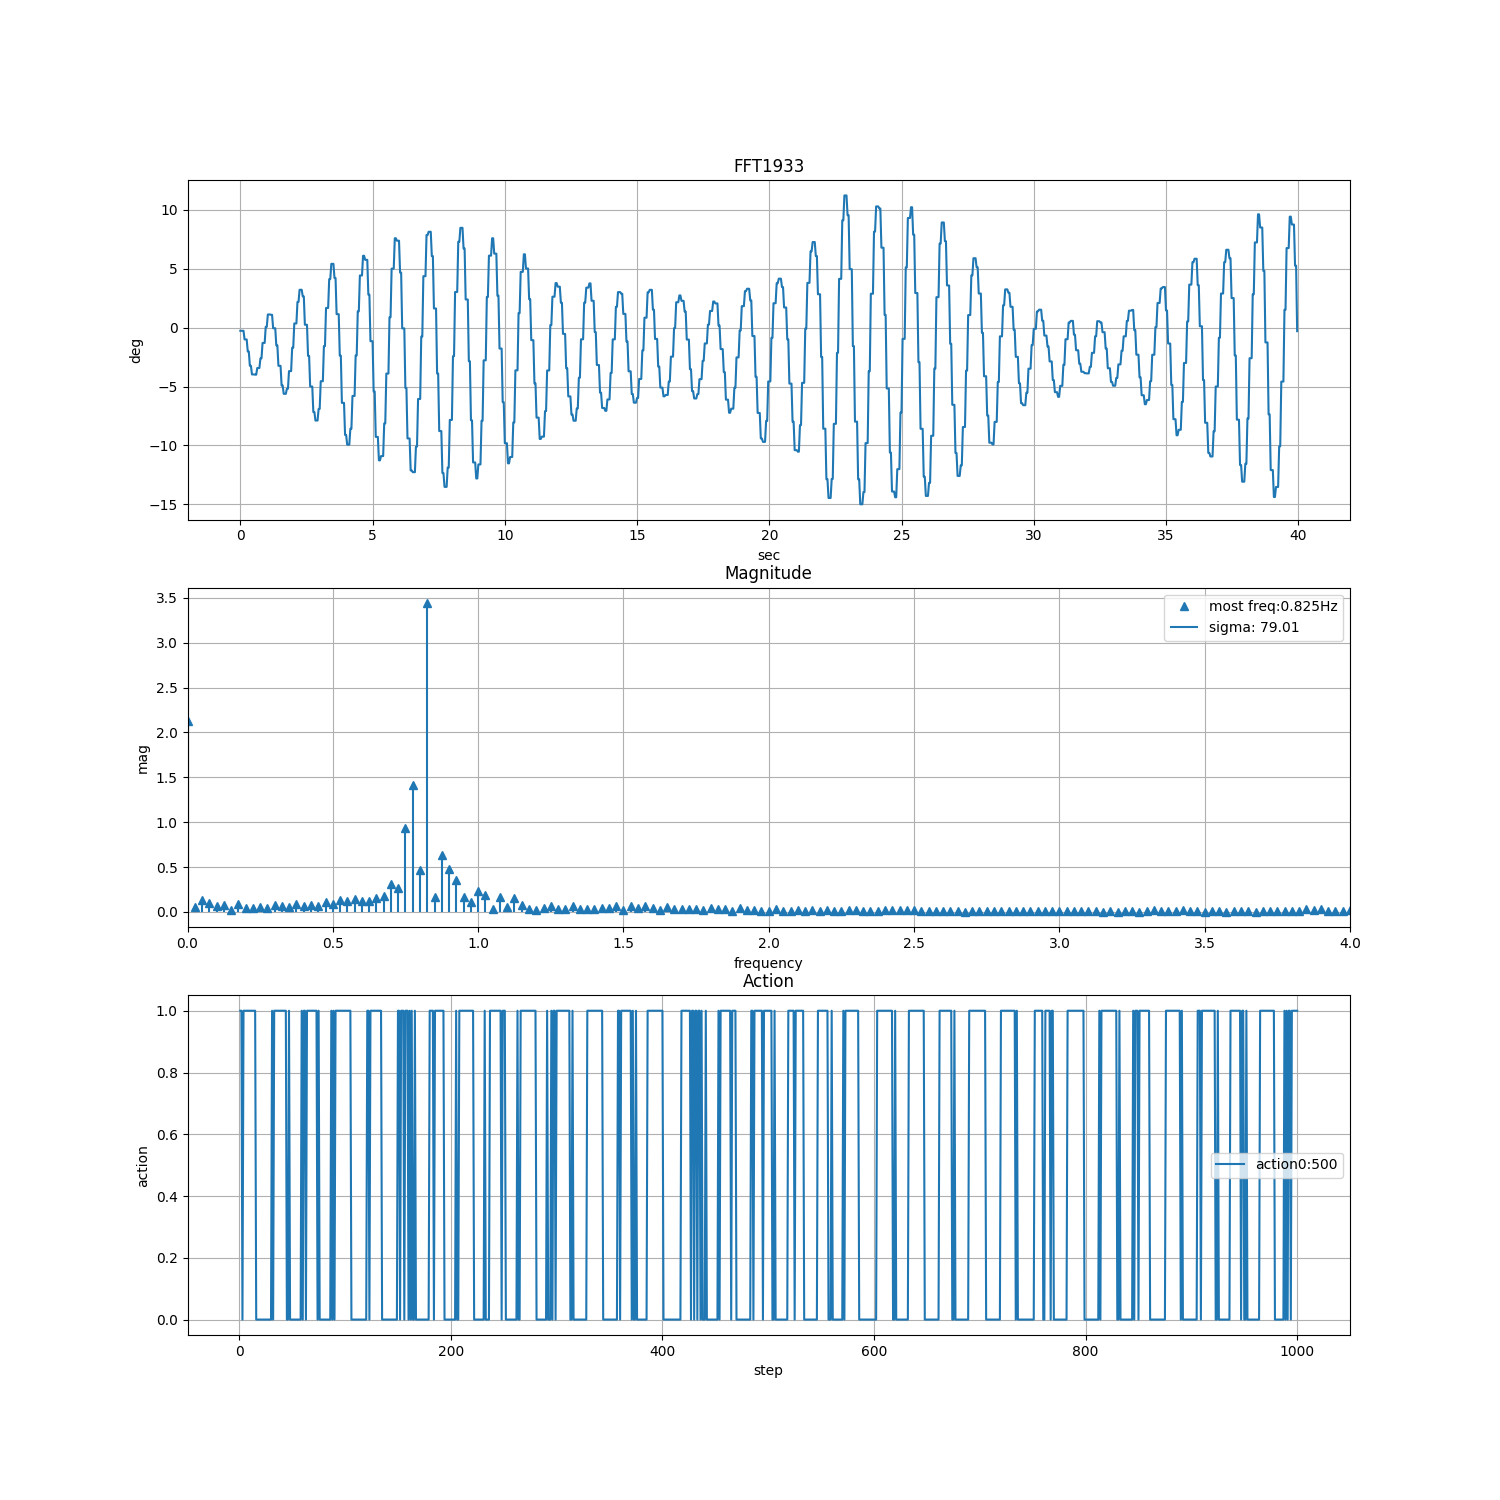 FFT1933
10
5
0
−5
−10
−15
deg
0 5 10 15 20 25 30 35 40
sec
Magnitude
3.5
3.0
2.5
2.0
1.5
1.0
0.5
0.0
mag
most freq:0.825Hz
sigma: 79.01
0.0 0.5 1.0 1.5 2.0 2.5 3.0 3.5 4.0
frequency
Action
1.0
0.8
0.6
0.4
0.2
0.0
action
action0:500
0 200 400 600 800 1000
step